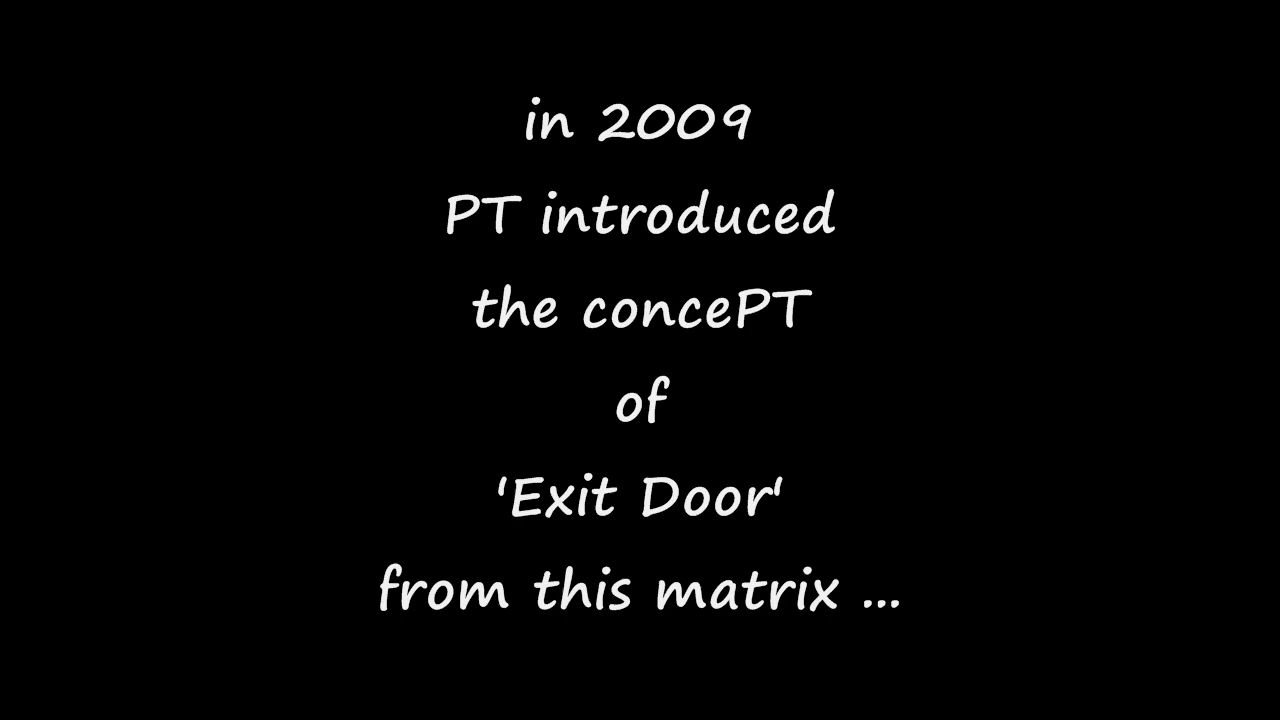 in 2009
PT introduced
the concePT
of
'Exit Door'
from this matrix ...